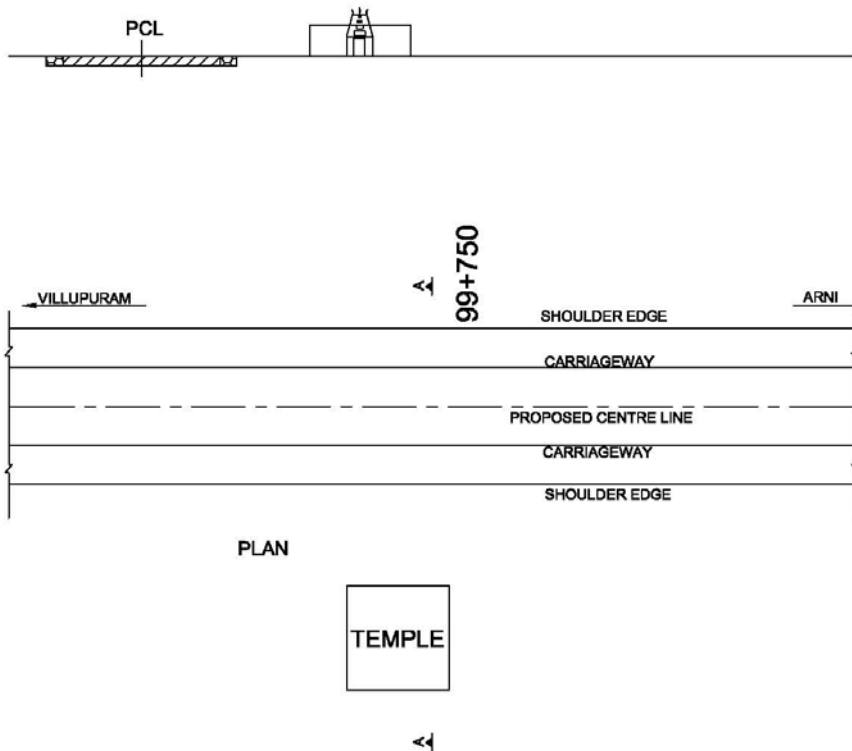 PCL
A
99+750
VILLUPURAM
ARNI
SHOULDER EDGE
CARRIAGEWAY
PROPOSED CENTRE LINE
CARRIAGEWAY
SHOULDER EDGE
PLAN
TEMPLE
A